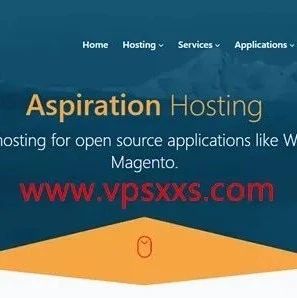 Home Hosting Services Applications
Aspiration Hosting
hosting for open source applications like W
Magento.
www.vpsxxs.com